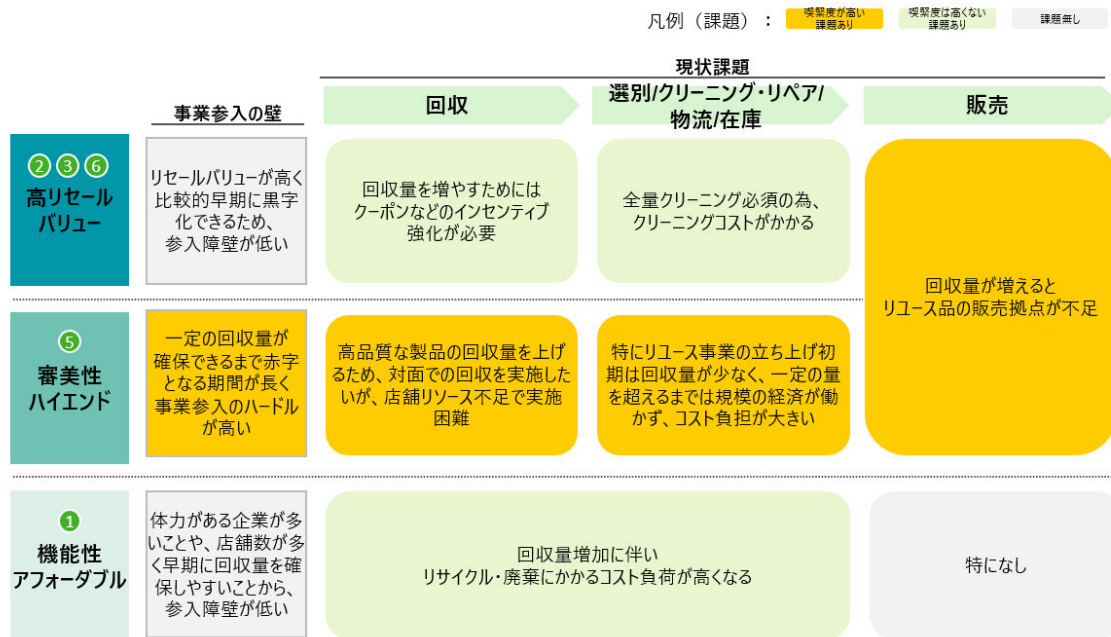 凡例（課題）：
喫緊度が高い
課題あり
喫緊度は高くない
課題あり
課題無し
現状課題
事業参入の壁
回収
選別/クリーニング・リペア/
物流/在庫
販売
②③⑥
高リセール
バリュー
リセールバリューが高く
比較的早期に黒字
化できるため、
参入障壁が低い
回収量を増やすためには
クーポンなどのインセンティブ
強化が必要
全量クリーニング必須の為、
クリーニングコストがかかる
回収量が増えると
リユース品の販売拠点が不足
⑤
審美性
ハイエンド
一定の回収量が
確保できるまで赤字
となる期間が長く
事業参入のハードル
が高い
高品質な製品の回収量を上げ
るため、対面での回収を実施した
いが、店舗リソース不足で実施
困難
特にリユース事業の立ち上げ初
期は回収量が少なく、一定の量
を超えるまでは規模の経済が働
かず、コスト負担が大きい
①
機能性
アフォーダブル
体力がある企業が多
いことや、店舗数が多
く早期に回収量を確
保しやすいことから、
参入障壁が低い
回収量増加に伴い
リサイクル・廃棄にかかるコスト負荷が高くなる
特になし